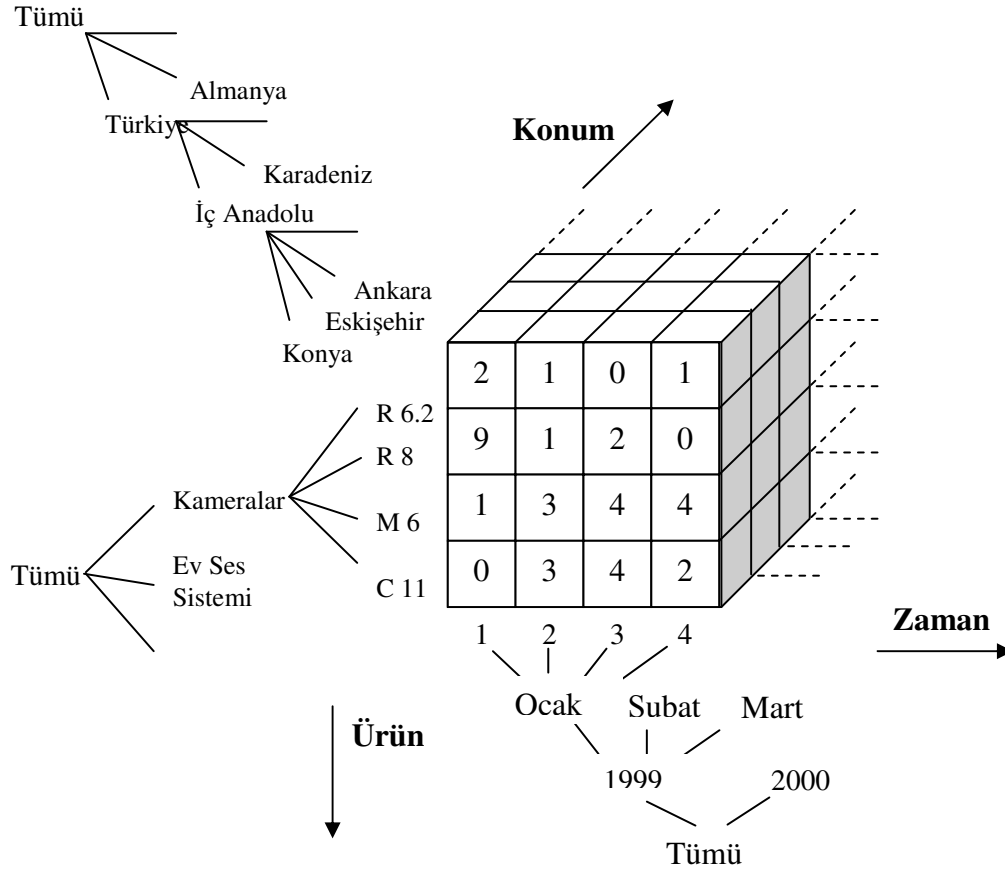 Tümü
Almanya
Türkiye
Karadeniz
İç Anadolu
Ankara
Eskişehir
Konya
Konum
R 6.2
R 8
M 6
C 11
2 1 0 1
9 1 2 0
1 3 4 4
0 3 4 2
Kameralar
Tümü
Ev Ses
Sistemi
1 2 3 4
Zaman
Ocak Subat Mart
Ürün
1999 2000
Tümü